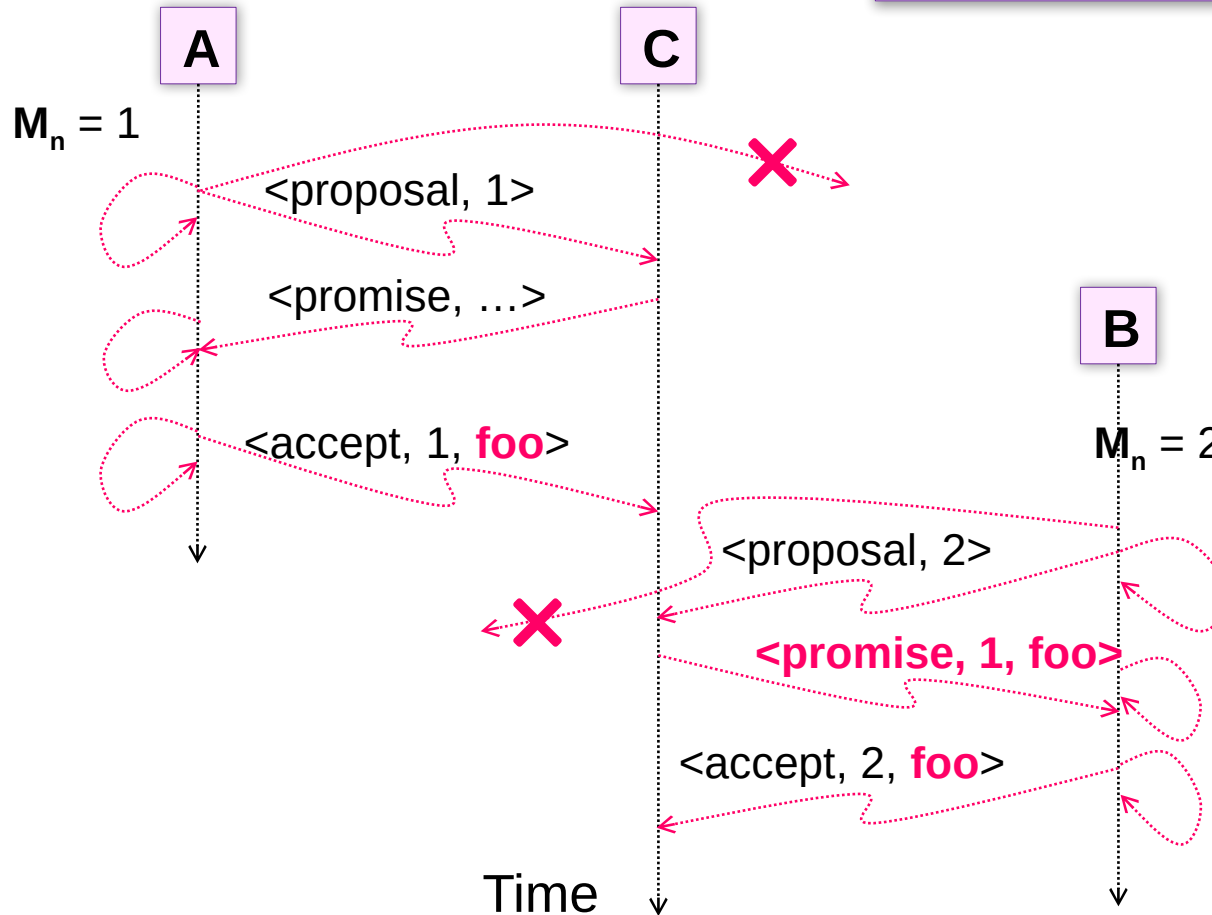 A
C
Mn = 1
<proposal, 1>
<promise, …>
B
<accept, 1, foo>
Mn = 2
<proposal, 2>
<promise, 1, foo>
<accept, 2, foo>
Time